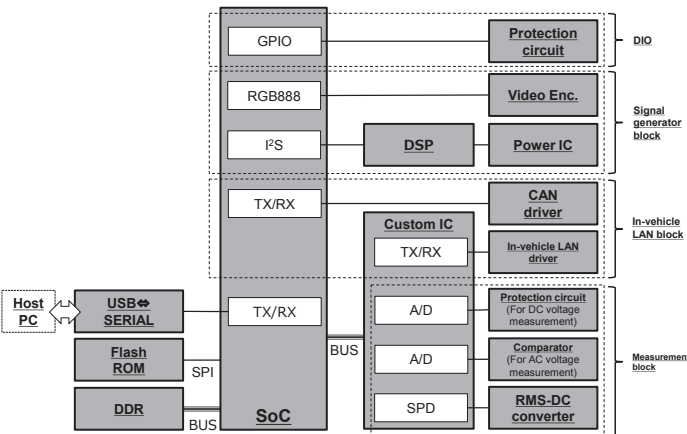 GPIO
Protection
circuit
DIO
RGB888
Video Enc.
Signal
generator
block
I²S
DSP
Power IC
TX/RX
CAN
driver
In-vehicle
LAN block
Custom IC
TX/RX
In-vehicle LAN
driver
Host
PC
USB⇔
SERIAL
TX/RX
BUS
A/D
Protection circuit
(For DC voltage
measurement)
Flash
ROM
SPI
A/D
Comparator
(For AC voltage
measurement)
Measuremen
block
DDR
BUS
SoC
SPD
RMS-DC
converter